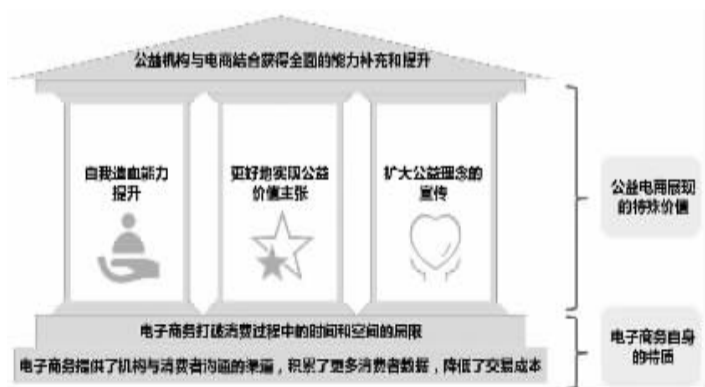 公益机构与电商结合获得全面的能力补充和提升
自我造血能力
提升
更好地实现公益
价值主张
扩大公益理念的
宣传
公益电商展现
的特殊价值
电子商务打破消费过程中的时间和空间的局限
电子商务提供了机构与消费者沟通的渠道，积累了更多消费者数据，降低了交易成本
电子商务自身
的特质